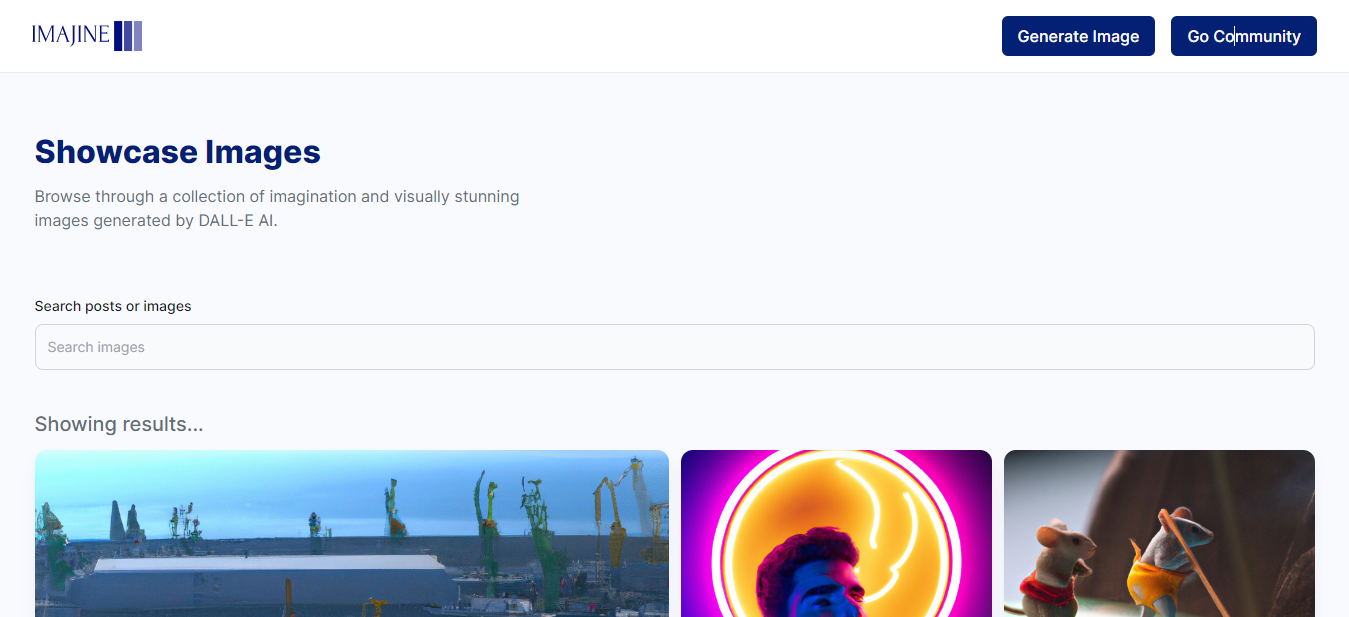 IMAJINE
Generate Image
Go Community
Showcase Images
Browse through a collection of imagination and visually stunning
images generated by DALL-E AI.
Search posts or images
Search images
Showing results...